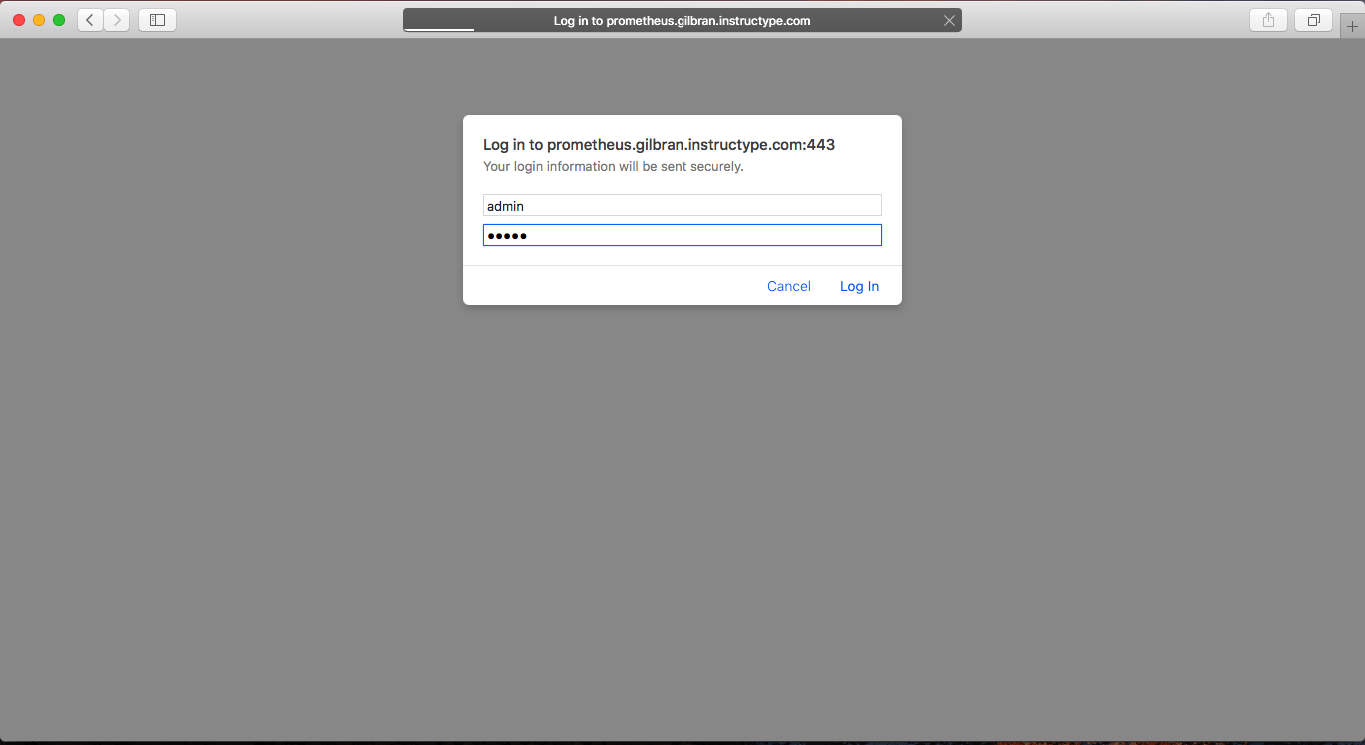 Log in to prometheus.gilbran.instructype.com
Log in to prometheus.gilbran.instructype.com:443
Your login information will be sent securely.
admin
●●●●●
Cancel Log In